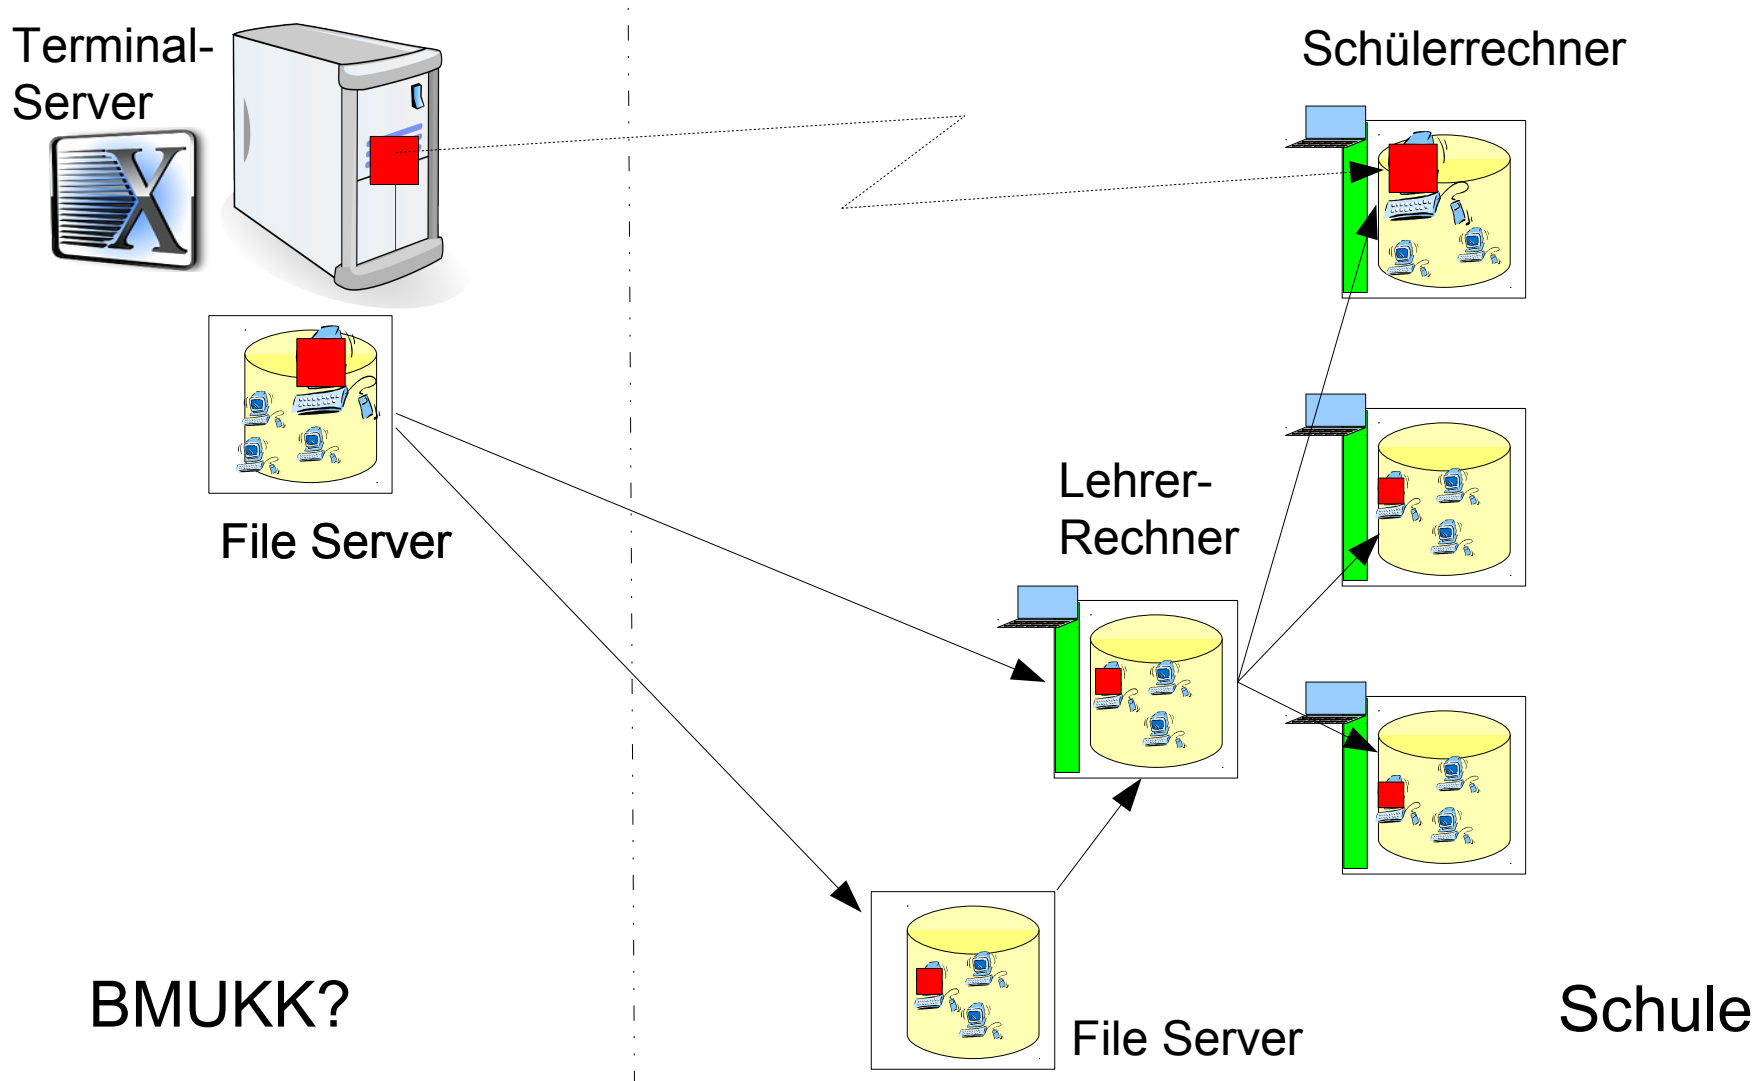 Terminal-
Server
X
Schülerrechner
File Server
Lehrer-
Rechner
File Server
BMUKK?
Schule